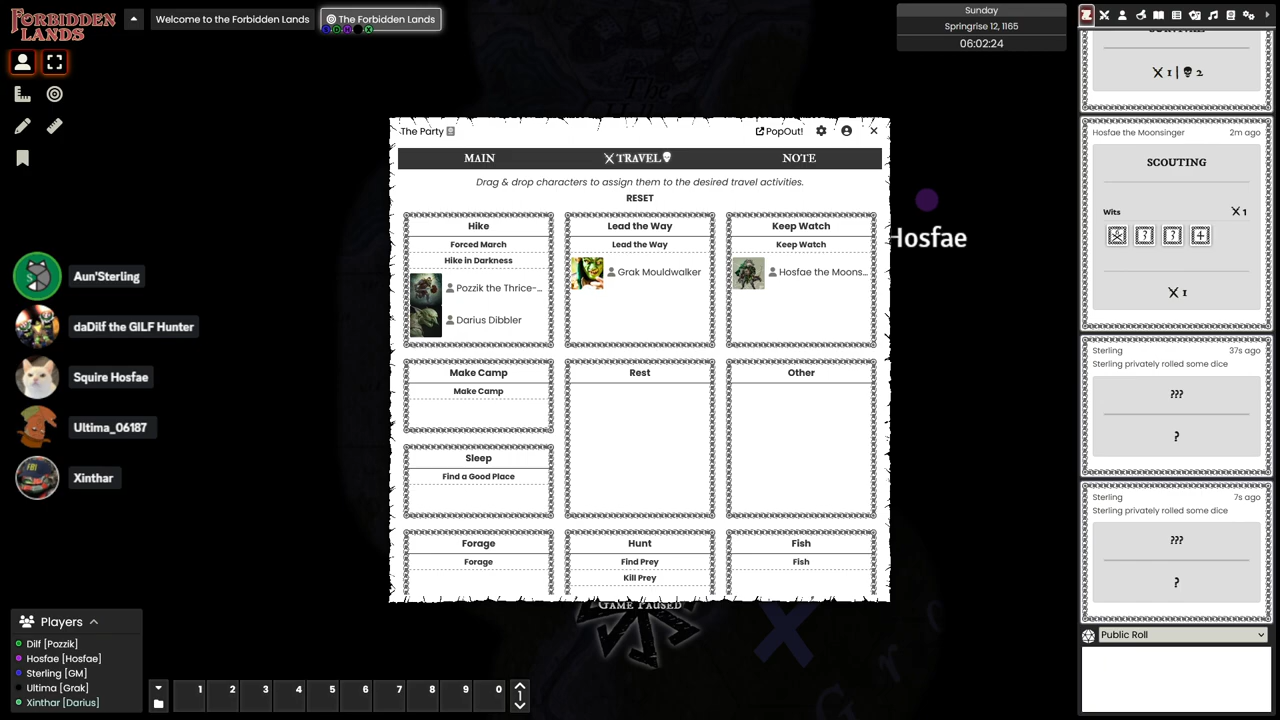 FORBIDDEN
LANDS
Welcome to the Forbidden Lands
The Forbidden Lands
S D H X
Sunday
Springrise 12, 1165
06:02:24
The
Hosfae
Aun'Sterling
daDilf the GILF Hunter
Squire Hosfae
Ultima_06187
Xinthar
The Party
PopOut!
MAIN
TRAVEL
NOTE
Drag & drop characters to assign them to the desired travel activities.
RESET
Hike
Forced March
Hike in Darkness
Pozzik the Thrice-...
Darius Dibbler
Lead the Way
Lead the Way
Grak Mouldwalker
Keep Watch
Keep Watch
Hosfae the Moons...
Make Camp
Make Camp
Rest
Other
Sleep
Find a Good Place
Forage
Forage
Hunt
Find Prey
Kill Prey
Fish
Fish
GAME PAUSED
SURVIVAL
1 | 2
Hosfae the Moonsinger
2m ago
SCOUTING
Wits
1
1
Sterling
37s ago
Sterling privately rolled some dice
???
?
Sterling
7s ago
Sterling privately rolled some dice
???
?
Public Roll
Players
Dilf [Pozzik]
Hosfae [Hosfae]
Sterling [GM]
Ultima [Grak]
Xinthar [Darius]
1 2 3 4 5 6 7 8 9 0
1